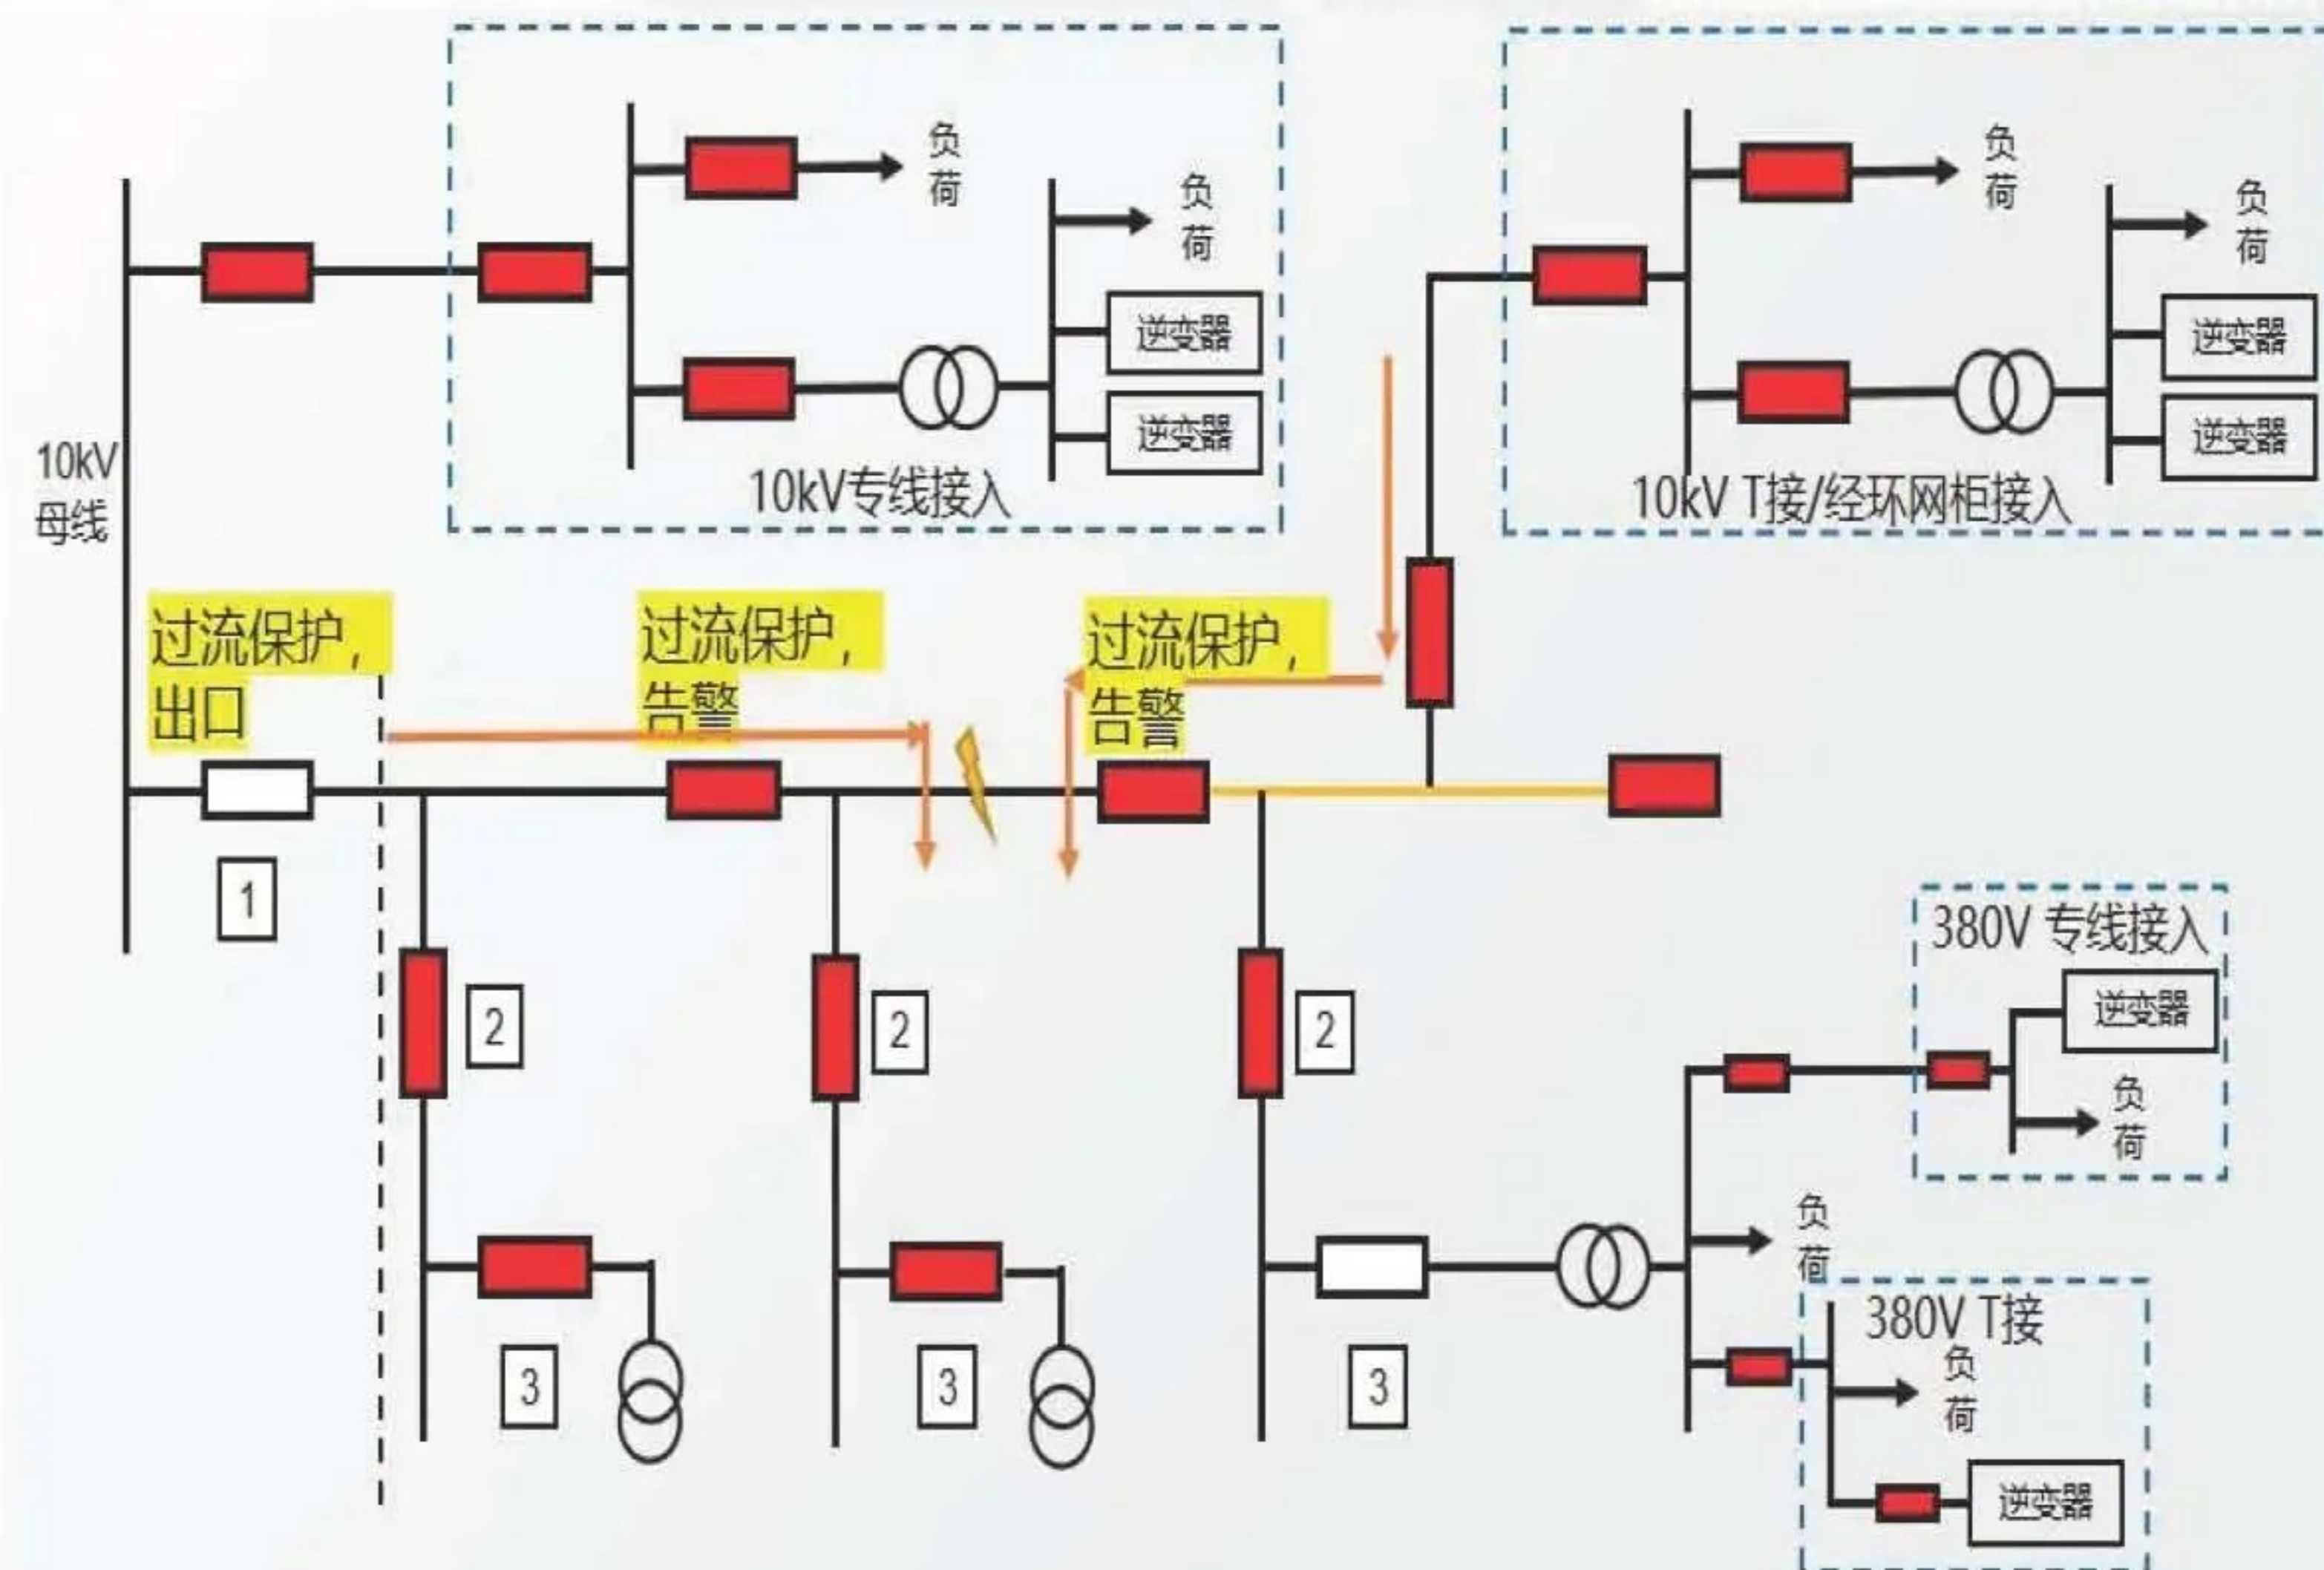 负
荷
负
荷
逆变器
逆变器
10kV专线接入
负
荷
负
荷
逆变器
逆变器
10kV T接/经环网柜接入
10kV
母线
过流保护，
出口
过流保护，
告警
过流保护，
告警
1
2
2
2
3
3
3
380V 专线接入
逆变器
负
荷
负
荷
380V T接
负
荷
逆变器